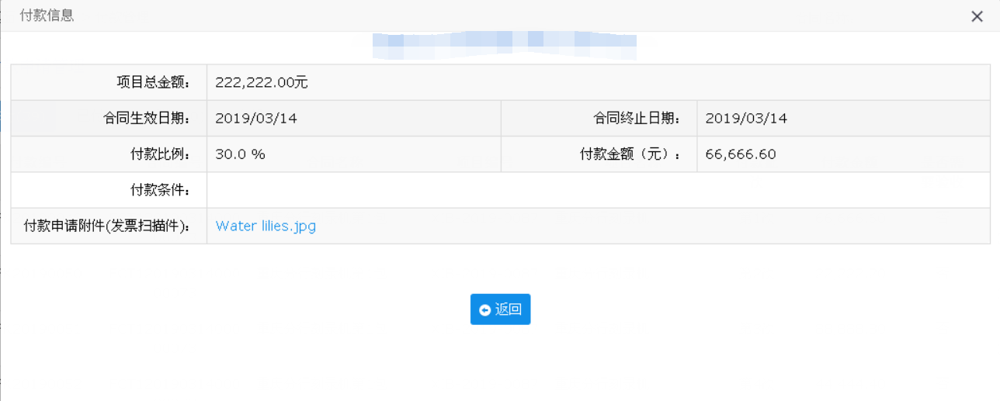 付款信息
项目总金额： 222,222.00元
合同生效日期： 2019/03/14 合同终止日期： 2019/03/14
付款比例： 30.0 % 付款金额（元）： 66,666.60
付款条件：
付款申请附件(发票扫描件)： Water lilies.jpg
返回